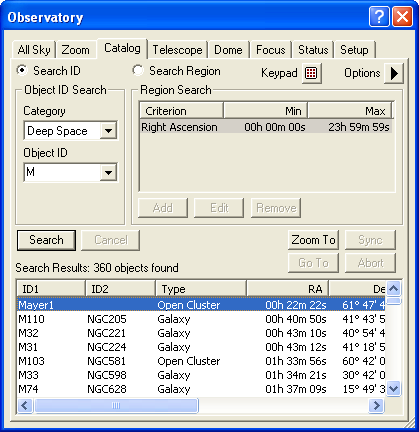 Observatory
All Sky Zoom Catalog Telescope Dome Focus Status Setup
Search ID Search Region Keypad Options
Object ID Search Region Search
Category
Deep Space
Object ID
M
Criterion Min Max
Right Ascension 00h 00m 00s 23h 59m 59s
Add Edit Remove
Search Cancel Zoom To Sync
Go To Abort
Search Results: 360 objects found
ID1 ID2 Type RA De
Mayer1 Open Cluster 00h 22m 22s 61° 47' 4
M110 NGC205 Galaxy 00h 40m 50s 41° 43' 5
M32 NGC221 Galaxy 00h 43m 10s 40° 54' 4
M31 NGC224 Galaxy 00h 43m 12s 41° 18' 5
M103 NGC581 Open Cluster 01h 33m 56s 60° 42' 0
M33 NGC598 Galaxy 01h 34m 21s 30° 42' 2
M74 NGC628 Galaxy 01h 37m 09s 15° 49' 3